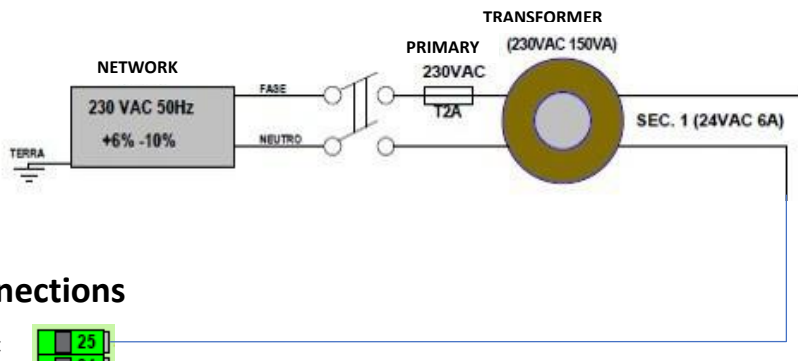 TRANSFORMER
(230VAC 150VA)
PRIMARY
230VAC
NETWORK
FASE
230 VAC 50Hz
+6% -10%
T2A
SEC. 1 (24VAC 6A)
NEUTRO
TERRA
nections
25